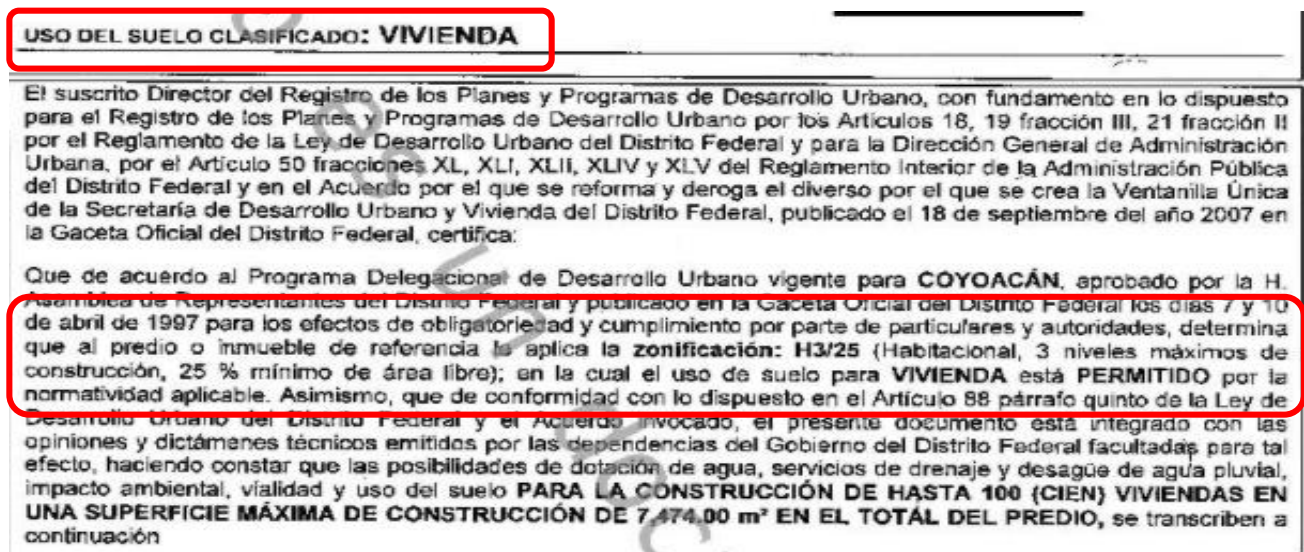 USO DEL SUELO CLASIFICADO: VIVIENDA
El suscrito Director del Registro de los Planes y Programas de Desarrollo Urbano, con fundamento en lo dispuesto
para el Registro de los Planes y Programas de Desarrollo Urbano por los Artículos 18, 19 fracción III, 21 fracción II
por el Reglamento de la Ley de Desarrollo Urbano del Distrito Federal y para la Dirección General de Administración
Urbana, por el Artículo 50 fracciones XL, XLI, XLII, XLIV y XLV del Reglamento Interior de la Administración Pública
del Distrito Federal y en el Acuerdo por el que se reforma y deroga el diverso por el que se crea la Ventanilla Única
de la Secretaría de Desarrollo Urbano y Vivienda del Distrito Federal, publicado el 18 de septiembre del año 2007 en
la Gaceta Oficial del Distrito Federal, certifica:
Que de acuerdo al Programa Delegacional de Desarrollo Urbano vigente para COYOACÁN, aprobado por la H.
Asamblea de Representantes del Distrito Federal y publicado en la Gaceta Oficial del Distrito Federal los días 7 y 10
de abril de 1997 para los efectos de obligatoriedad y cumplimiento por parte de particulares y autoridades, determina
que al predio o inmueble de referencia le aplica la zonificación: H3/25 (Habitacional, 3 niveles máximos de
construcción, 25 % mínimo de área libre); en la cual el uso de suelo para VIVIENDA está PERMITIDO por la
normatividad aplicable. Asimismo, que de conformidad con lo dispuesto en el Artículo 88 párrafo quinto de la Ley de
Desarrollo Urbano del Distrito Federal y el Acuerdo invocado, el presente documento está integrado con las
opiniones y dictámenes técnicos emitidos por las dependencias del Gobierno del Distrito Federal facultadas para tal
efecto, haciendo constar que las posibilidades de dotación de agua, servicios de drenaje y desagüe de agua pluvial,
impacto ambiental, vialidad y uso del suelo PARA LA CONSTRUCCIÓN DE HASTA 100 (CIEN) VIVIENDAS EN
UNA SUPERFICIE MÁXIMA DE CONSTRUCCIÓN DE 7,474.00 m² EN EL TOTAL DEL PREDIO, se transcriben a
continuación